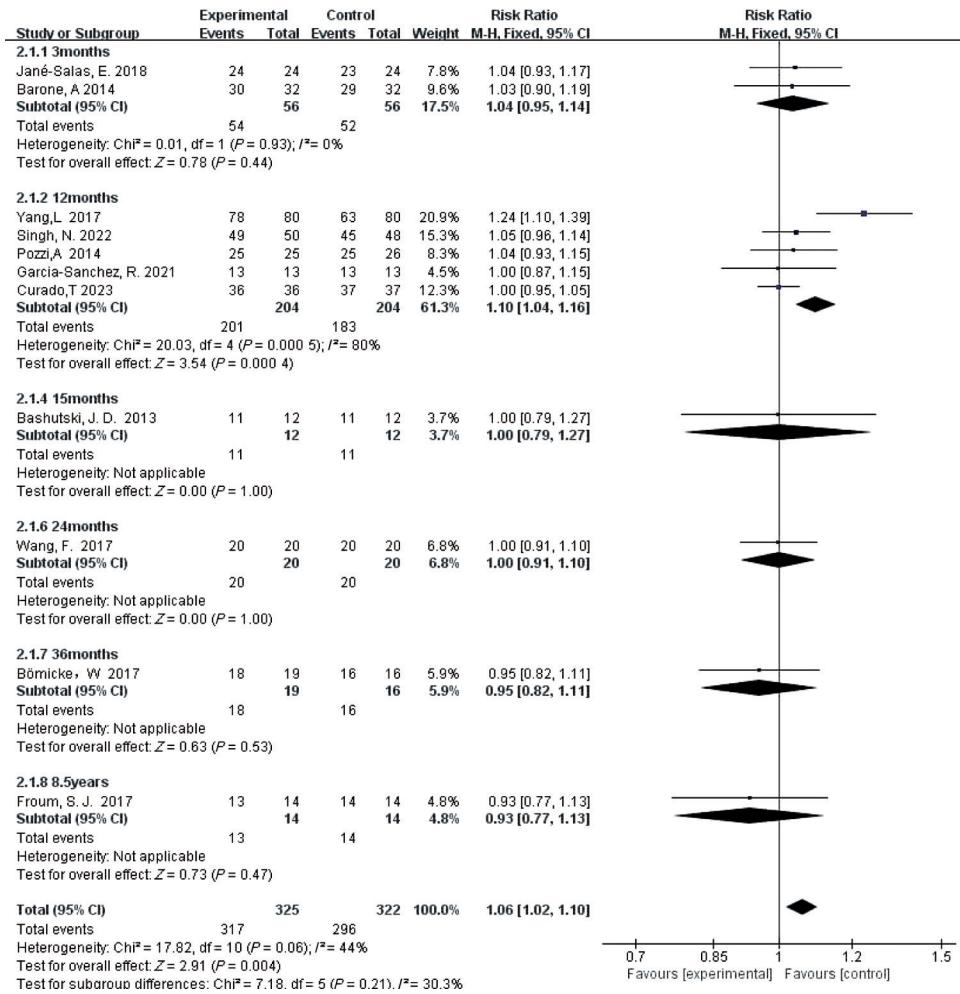 Experimental Control Risk Ratio Risk Ratio
Study or Subgroup Events Total Events Total Weight M-H, Fixed, 95% CI M-H, Fixed, 95% CI
2.1.1 3months
Jané-Salas, E. 2018 24 24 23 24 7.8% 1.04 [0.93, 1.17]
Barone, A 2014 30 32 29 32 9.6% 1.03 [0.90, 1.19]
Subtotal (95% CI) 56 56 17.5% 1.04 [0.95, 1.14]
Total events 54 52
Heterogeneity: Chi² = 0.01, df = 1 (P = 0.93); I² = 0%
Test for overall effect: Z = 0.78 (P = 0.44)
2.1.2 12months
Yang,L 2017 78 80 63 80 20.9% 1.24 [1.10, 1.39]
Singh, N. 2022 49 50 45 48 15.3% 1.05 [0.96, 1.14]
Pozzi,A 2014 25 25 25 26 8.3% 1.04 [0.93, 1.15]
Garcia-Sanchez, R. 2021 13 13 13 13 4.5% 1.00 [0.87, 1.15]
Curado,T 2023 36 36 37 37 12.3% 1.00 [0.95, 1.05]
Subtotal (95% CI) 204 204 61.3% 1.10 [1.04, 1.16]
Total events 201 183
Heterogeneity: Chi² = 20.03, df = 4 (P = 0.000 5); I² = 80%
Test for overall effect: Z = 3.54 (P = 0.000 4)
2.1.4 15months
Bashutski, J. D. 2013 11 12 11 12 3.7% 1.00 [0.79, 1.27]
Subtotal (95% CI) 12 12 3.7% 1.00 [0.79, 1.27]
Total events 11 11
Heterogeneity: Not applicable
Test for overall effect: Z = 0.00 (P = 1.00)
2.1.6 24months
Wang, F. 2017 20 20 20 20 6.8% 1.00 [0.91, 1.10]
Subtotal (95% CI) 20 20 6.8% 1.00 [0.91, 1.10]
Total events 20 20
Heterogeneity: Not applicable
Test for overall effect: Z = 0.00 (P = 1.00)
2.1.7 36months
Bömicke, W 2017 18 19 16 16 5.9% 0.95 [0.82, 1.11]
Subtotal (95% CI) 19 16 5.9% 0.95 [0.82, 1.11]
Total events 18 16
Heterogeneity: Not applicable
Test for overall effect: Z = 0.63 (P = 0.53)
2.1.8 8.5years
Froum, S. J. 2017 13 14 14 14 4.8% 0.93 [0.77, 1.13]
Subtotal (95% CI) 14 14 4.8% 0.93 [0.77, 1.13]
Total events 13 14
Heterogeneity: Not applicable
Test for overall effect: Z = 0.73 (P = 0.47)
Total (95% CI) 325 322 100.0% 1.06 [1.02, 1.10]
Total events 317 296
Heterogeneity: Chi² = 17.82, df = 10 (P = 0.06); I² = 44%
Test for overall effect: Z = 2.91 (P = 0.004)
Test for subgroup differences: Chi² = 7.18, df = 5 (P = 0.21), I² = 30.3%
0.7 0.85 1 1.2 1.5
Favours [experimental] Favours [control]